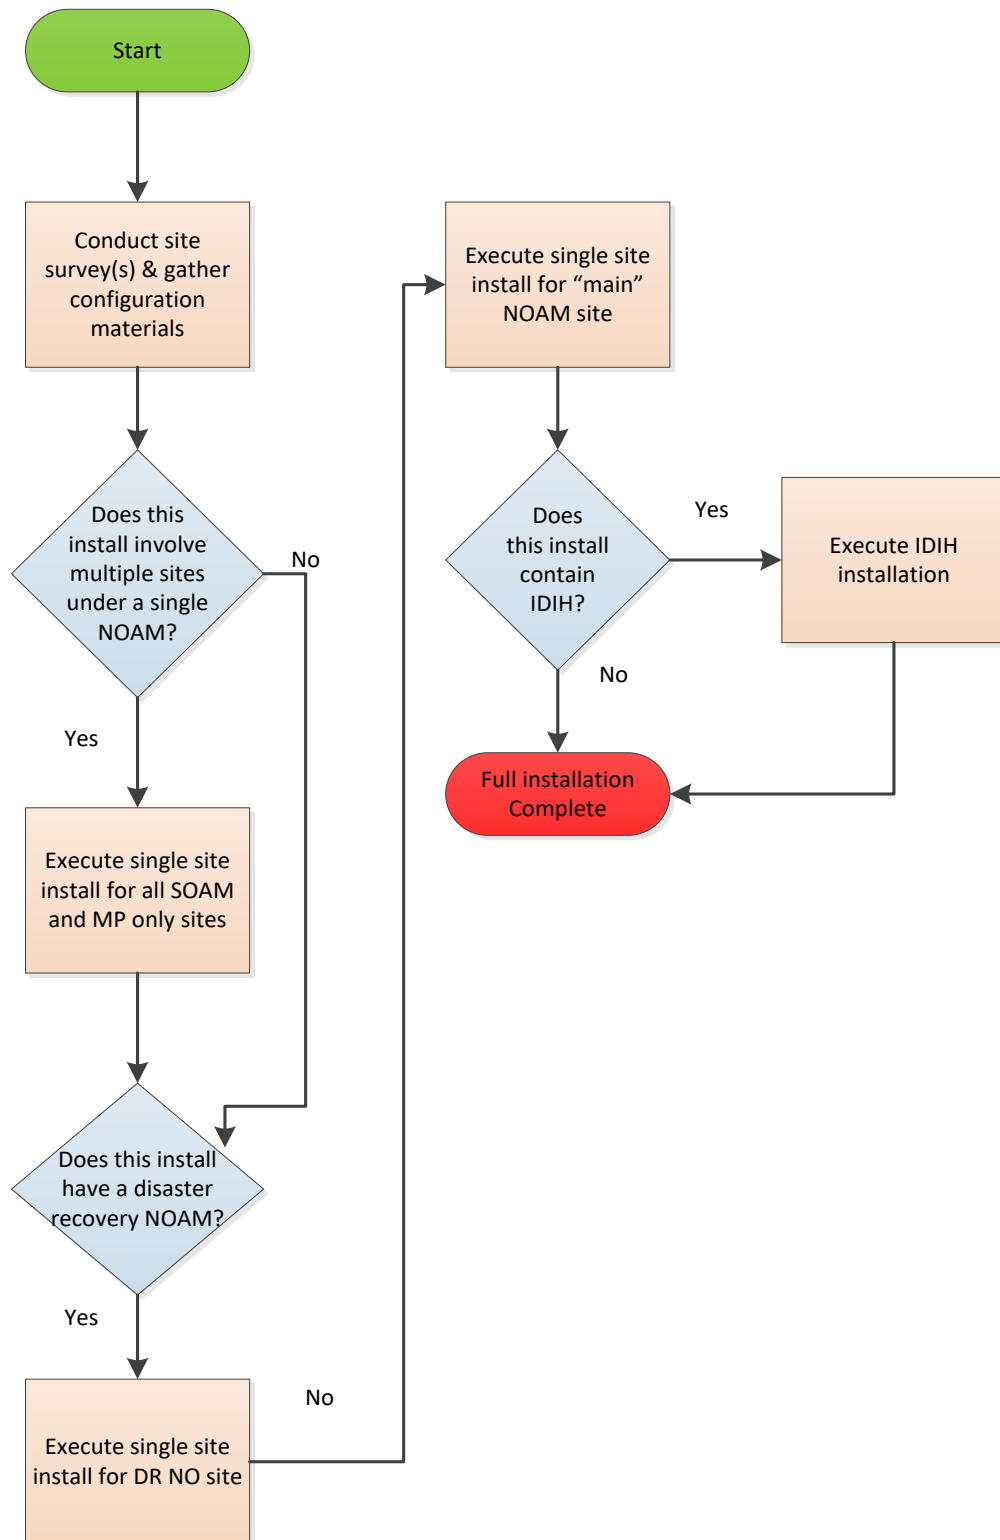 Start
Conduct site
survey(s) & gather
configuration
materials
Does this
install involve
multiple sites
under a single
NOAM?
No
Yes
Execute single site
install for all SOAM
and MP only sites
Does this install
have a disaster
recovery NOAM?
Yes
No
Execute single site
install for DR NO site
Execute single site
install for “main”
NOAM site
Does
this install
contain
IDIH?
Yes
No
Execute IDIH
installation
Full installation
Complete